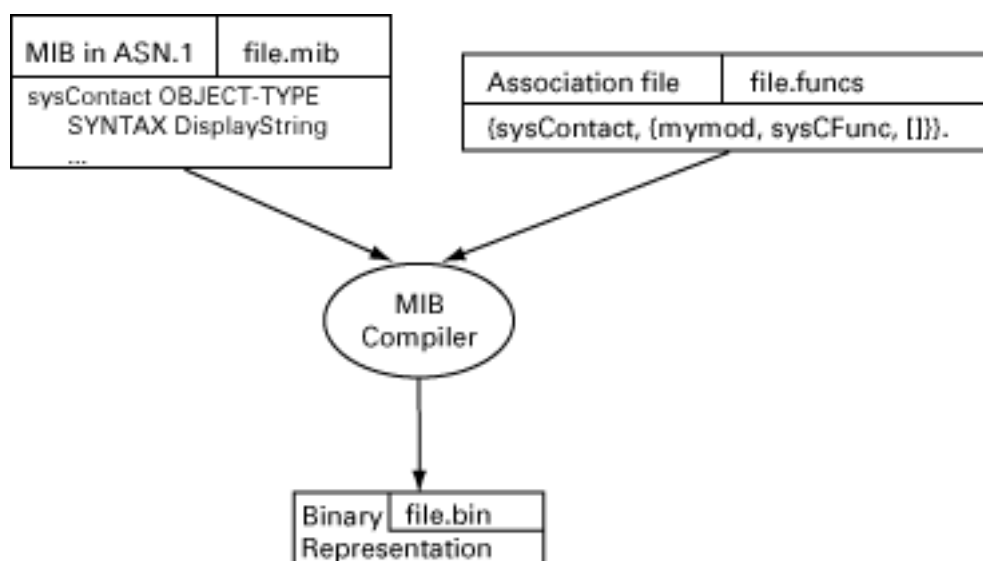 MIB in ASN.1 file.mib
sysContact OBJECT-TYPE
SYNTAX DisplayString
...
Association file file.funcs
{sysContact, {mymod, sysCFunc, []}}.
MIB
Compiler
Binary file.bin
Representation